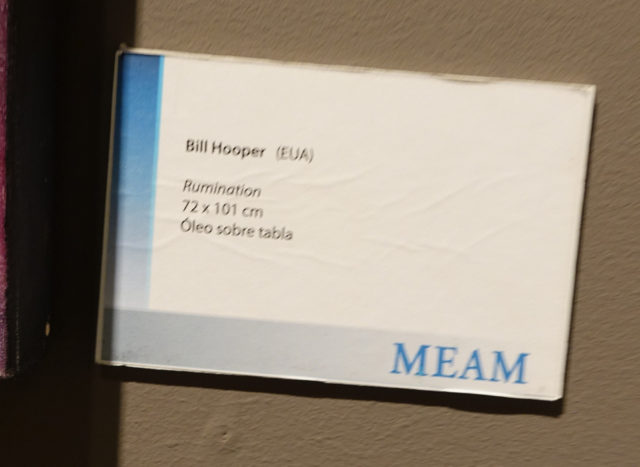 Bill Hooper (EUA)
Rumination
72 x 101 cm
Óleo sobre tabla
MEAM